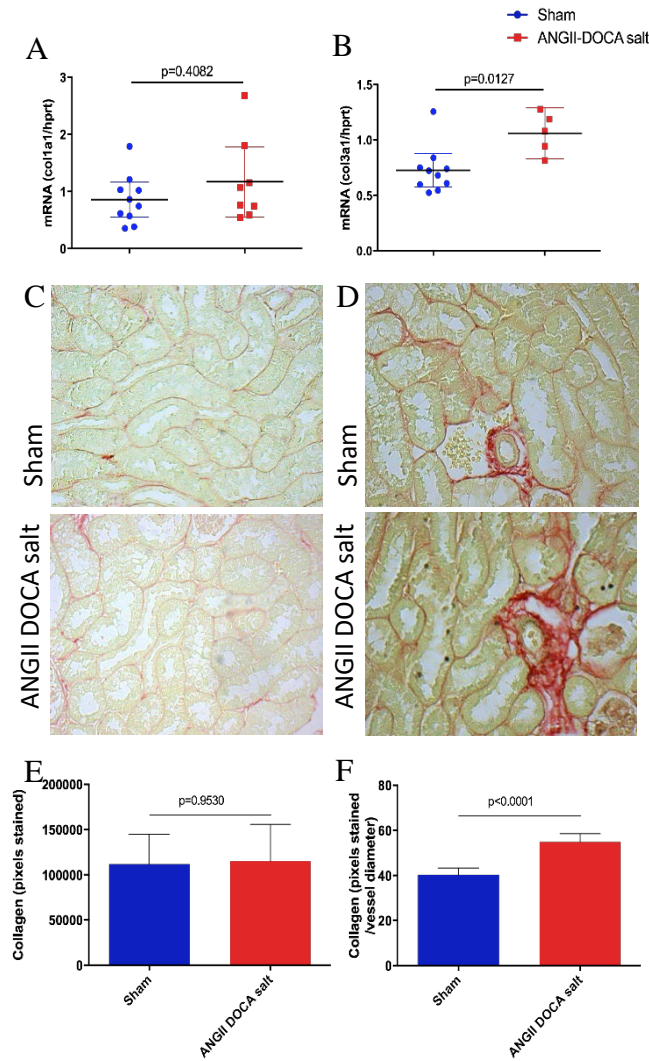 Sham
ANGII-DOCA salt
A
p=0.4082
3
2
1
0
mRNA (col1a1/hprt)
B
p=0.0127
1.5
1.0
0.5
0.0
mRNA (col3a1/hprt)
C
Sham
ANGII DOCA salt
D
Sham
ANGII DOCA salt
E
p=0.9530
200000
150000
100000
50000
0
Collagen (pixels stained)
Sham
ANGII DOCA salt
F
p<0.0001
80
60
40
20
0
Collagen (pixels stained
/vessel diameter)
Sham
ANGII DOCA salt